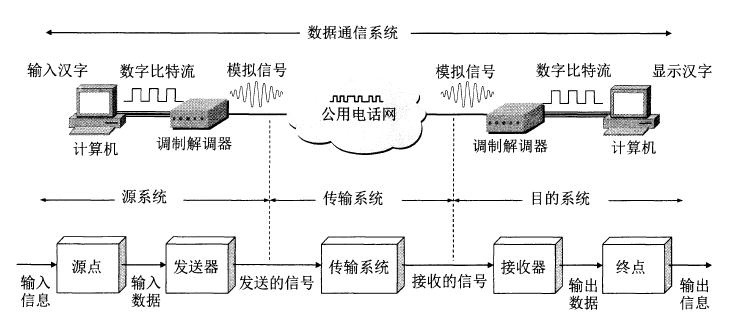 数据通信系统
输入汉字
数字比特流
模拟信号
模拟信号
数字比特流
显示汉字
公用电话网
计算机
调制解调器
调制解调器
计算机
源系统
传输系统
目的系统
源点
发送器
传输系统
接收器
终点
输入
信息
输入
数据
发送的信号
接收的信号
输出
数据
输出
信息